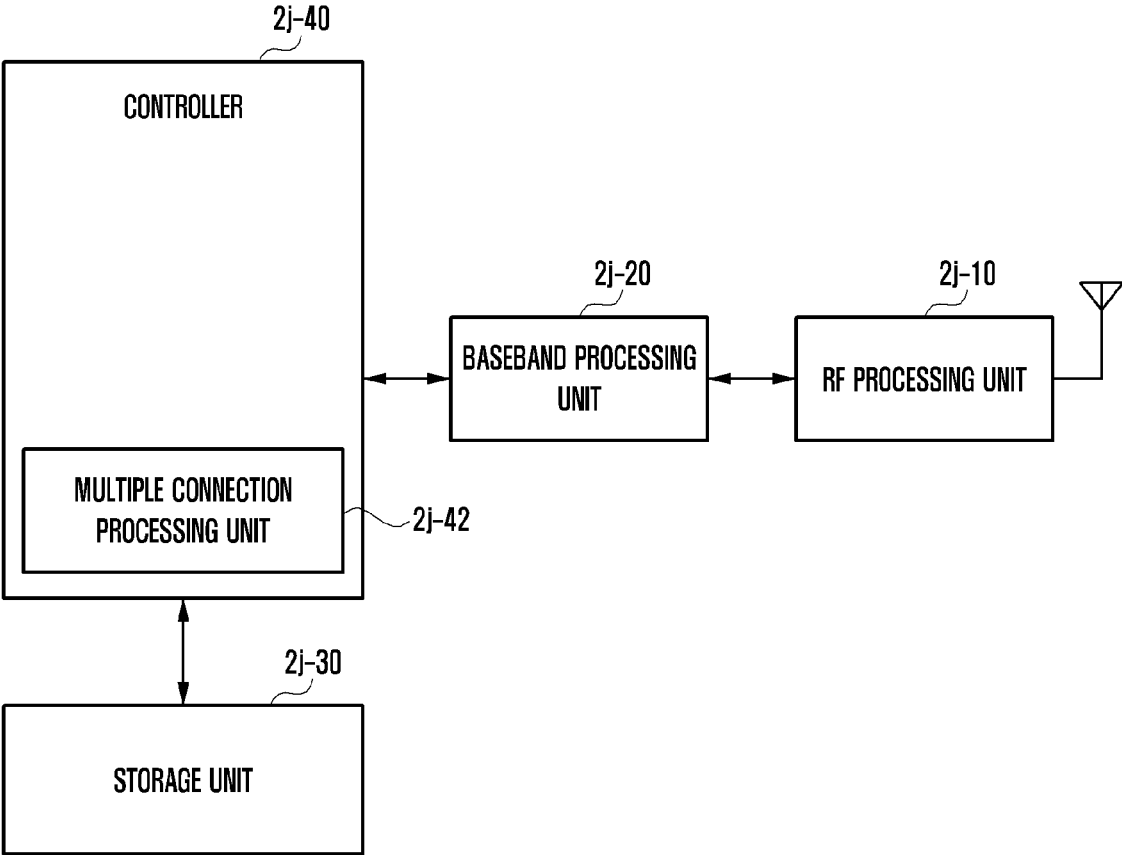 2j-40
CONTROLLER
2j-20
2j-10
BASEBAND PROCESSING
UNIT
RF PROCESSING UNIT
MULTIPLE CONNECTION
PROCESSING UNIT
2j-42
2j-30
STORAGE UNIT